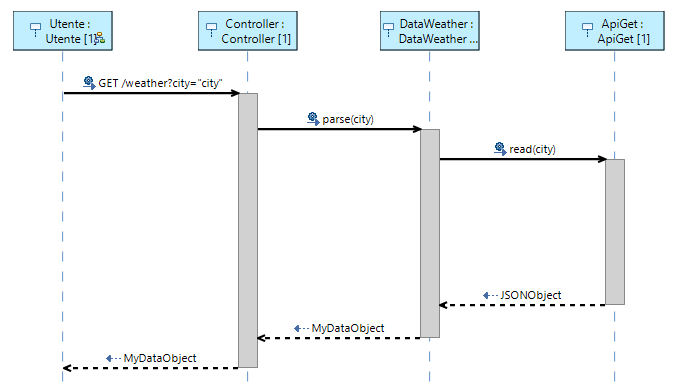 Utente :
Utente [1]
Controller :
Controller [1]
DataWeather :
DataWeather ...
ApiGet :
ApiGet [1]
GET /weather?city="city"
parse(city)
read(city)
JSONObject
MyDataObject
MyDataObject